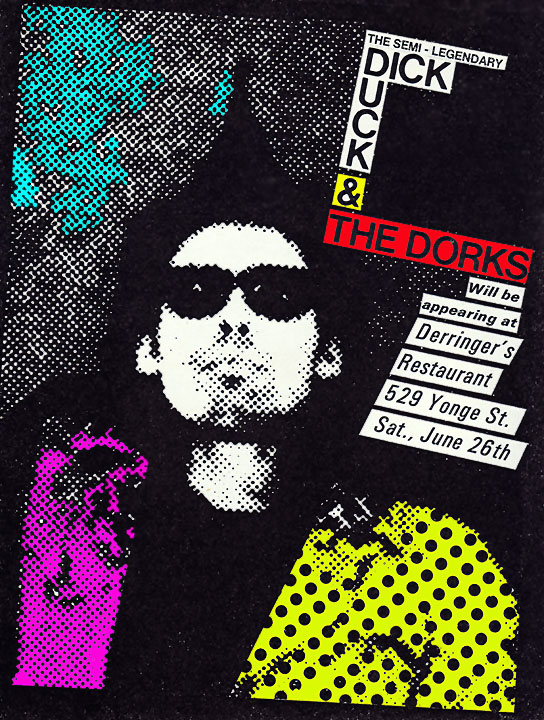 THE SEMI - LEGENDARY
DICK
DUCK
&
THE DORKS
Will be
appearing at
Derringer's
Restaurant
529 Yonge St.
Sat., June 26th